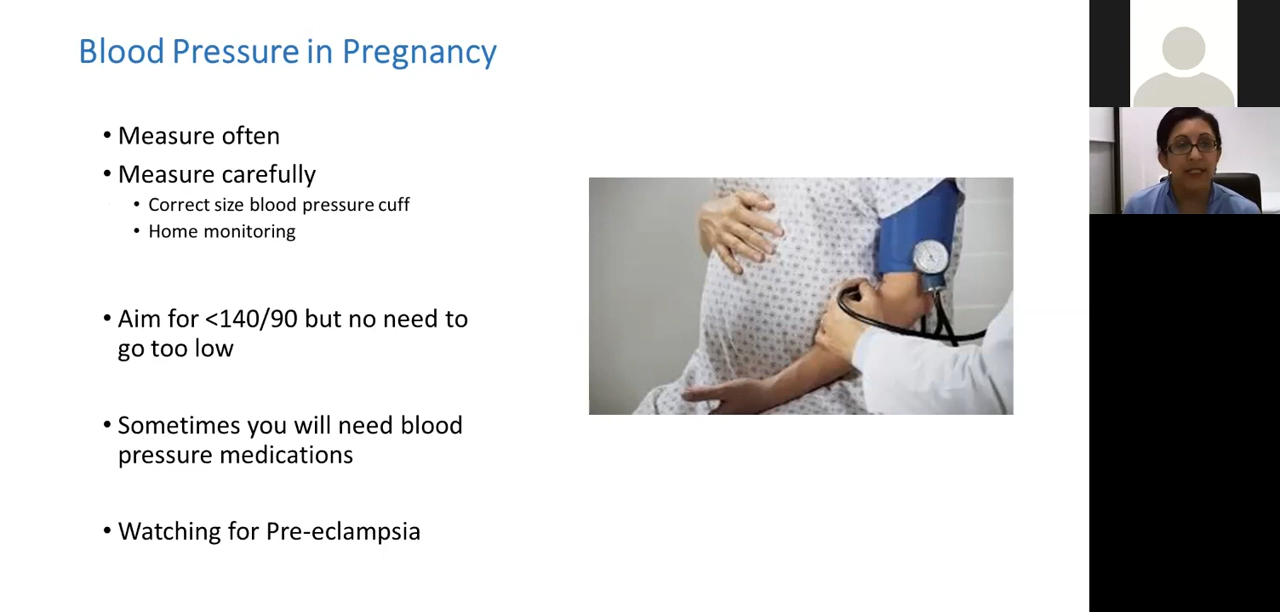 Blood Pressure in Pregnancy
• Measure often
• Measure carefully
• Correct size blood pressure cuff
• Home monitoring
• Aim for <140/90 but no need to
go too low
• Sometimes you will need blood
pressure medications
• Watching for Pre-eclampsia